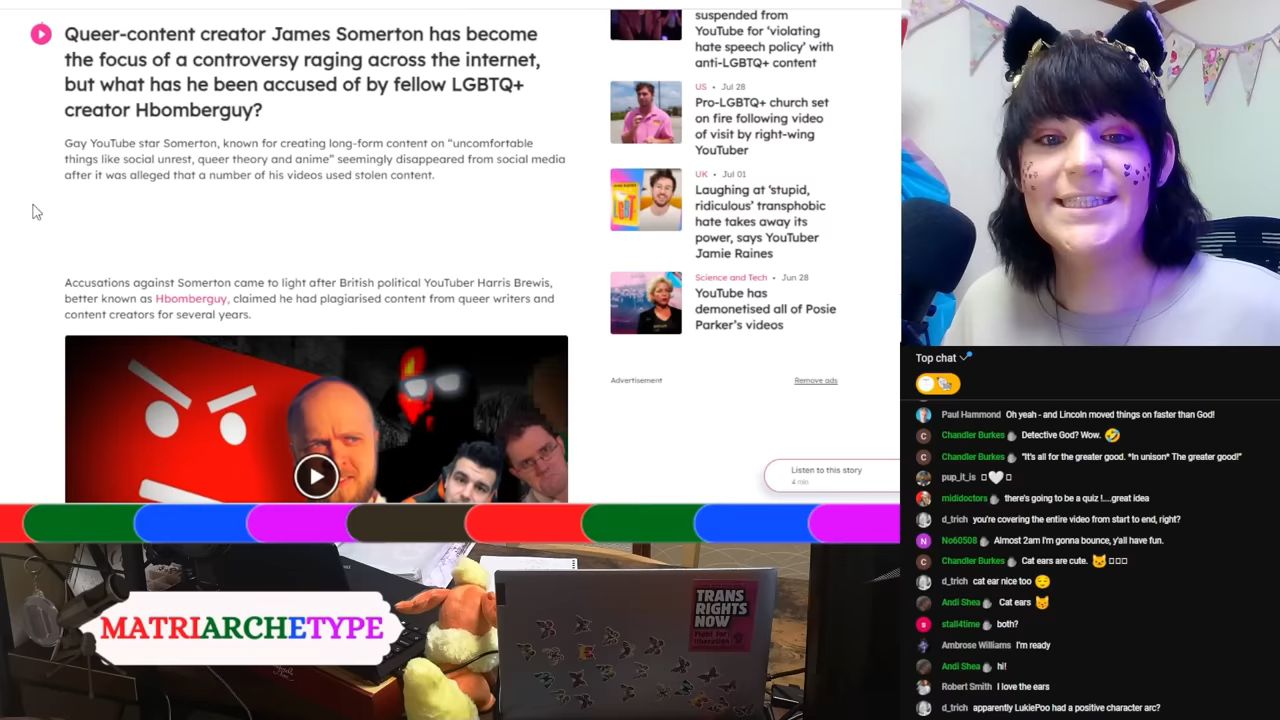 Queer-content creator James Somerton has become
the focus of a controversy raging across the internet,
but what has he been accused of by fellow LGBTQ+
creator Hbomberguy?
Gay YouTube star Somerton, known for creating long-form content on “uncomfortable
things like social unrest, queer theory and anime” seemingly disappeared from social media
after it was alleged that a number of his videos used stolen content.
Accusations against Somerton came to light after British political YouTuber Harris Brewis,
better known as Hbomberguy, claimed he had plagiarised content from queer writers and
content creators for several years.
suspended from
YouTube for ‘violating
hate speech policy’ with
anti-LGBTQ+ content
US • Jul 28
Pro-LGBTQ+ church set
on fire following video
of visit by right-wing
YouTuber
UK • Jul 01
Laughing at ‘stupid,
ridiculous’ transphobic
hate takes away its
power, says YouTuber
Jamie Raines
Science and Tech • Jun 28
YouTube has
demonetised all of Posie
Parker’s videos
Advertisement Remove ads
Listen to this story
4 min
MATRIARCHETYPE
TRANS
RIGHTS
NOW
Fight for
liberation
Top chat
Paul Hammond Oh yeah - and Lincoln moved things on faster than God!
C Chandler Burkes Detective God? Wow. 🤣
C Chandler Burkes “It’s all for the greater good. *In unison* The greater good!”
pup_it_is 🤍
mididoctors there’s going to be a quiz !....great idea
d_trich you’re covering the entire video from start to end, right?
N No60508 Almost 2am I’m gonna bounce, y’all have fun.
C Chandler Burkes Cat ears are cute. 😺
d_trich cat ear nice too 😌
Andi Shea Cat ears 😼
s stall4time both?
Ambrose Williams I’m ready
Andi Shea hi!
Robert Smith I love the ears
d_trich apparently LukiePoo had a positive character arc?